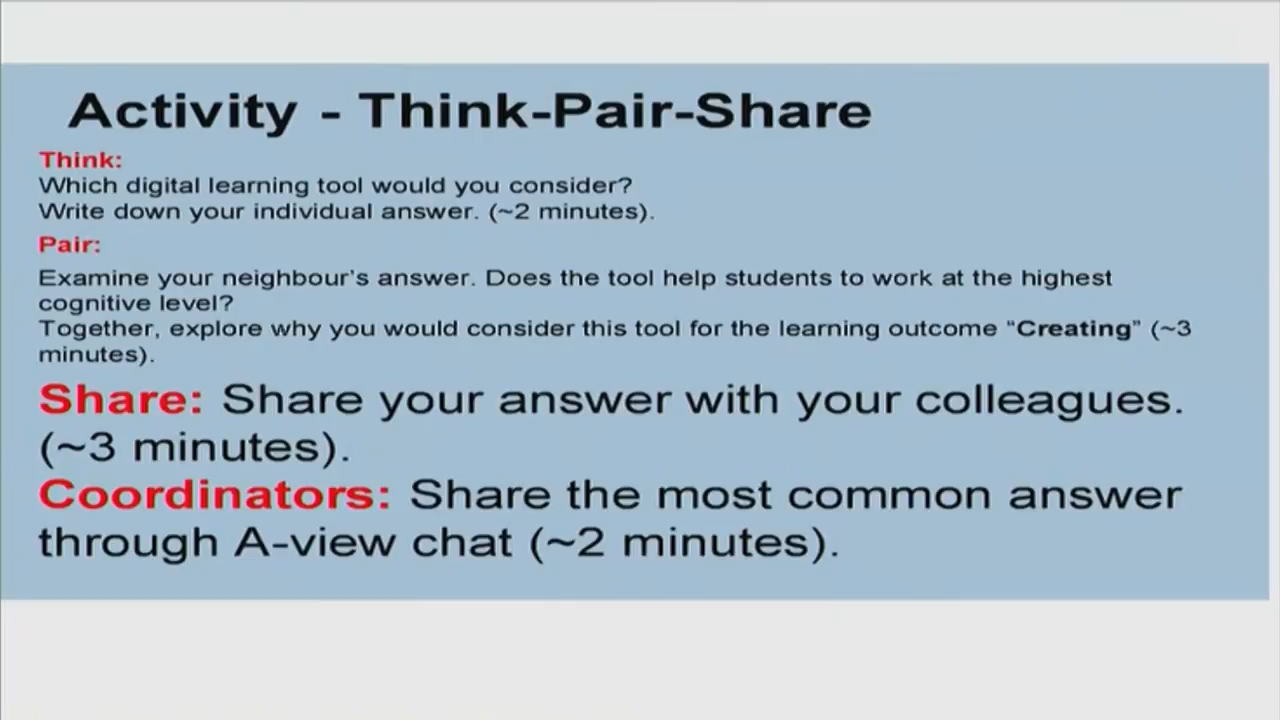 Activity - Think-Pair-Share
Think:
Which digital learning tool would you consider?
Write down your individual answer. (~2 minutes).
Pair:
Examine your neighbour's answer. Does the tool help students to work at the highest
cognitive level?
Together, explore why you would consider this tool for the learning outcome “Creating” (~3
minutes).
Share: Share your answer with your colleagues.
(~3 minutes).
Coordinators: Share the most common answer
through A-view chat (~2 minutes).